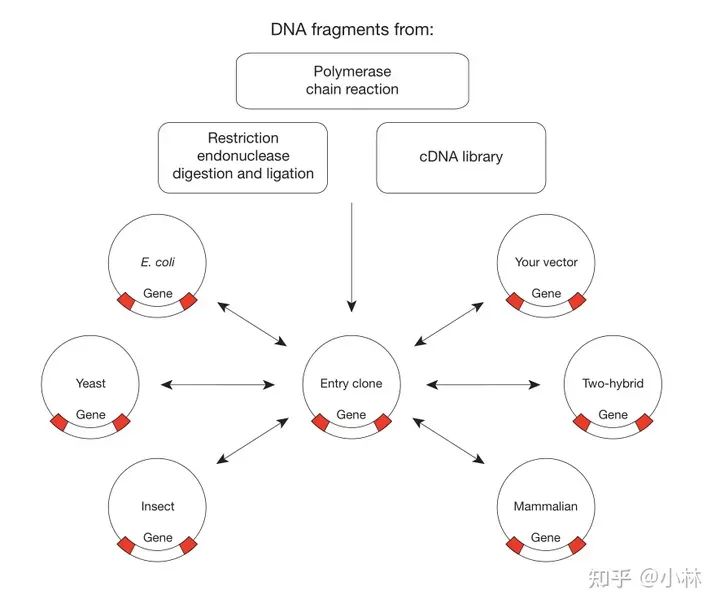 DNA fragments from:
Polymerase
chain reaction
Restriction
endonuclease
digestion and ligation
cDNA library
E. coli
Gene
Your vector
Gene
Yeast
Gene
Entry clone
Gene
Two-hybrid
Gene
Insect
Gene
Mammalian
Gene
知乎 @小林